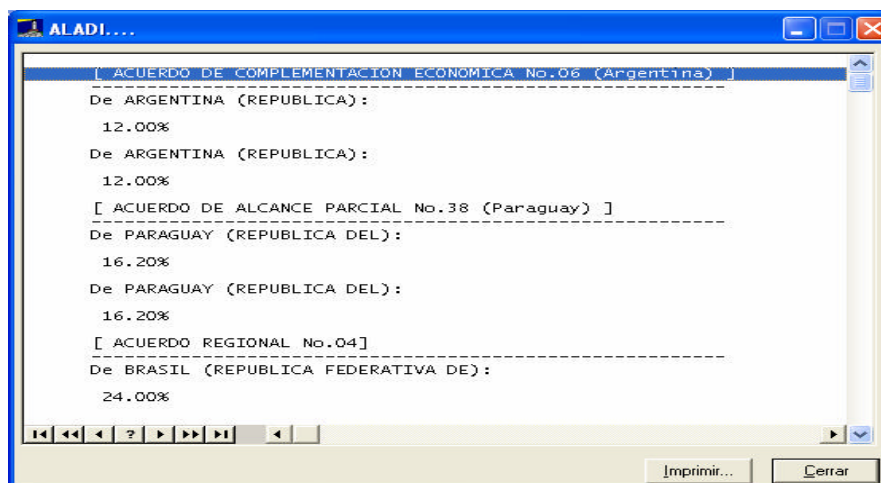 ALADI....
[ ACUERDO DE COMPLEMENTACION ECONOMICA No.06 (Argentina) ]
------------------------------------------------------------
De ARGENTINA (REPUBLICA):
12.00%
De ARGENTINA (REPUBLICA):
12.00%
[ ACUERDO DE ALCANCE PARCIAL No.38 (Paraguay) ]
------------------------------------------------------------
De PARAGUAY (REPUBLICA DEL):
16.20%
De PARAGUAY (REPUBLICA DEL):
16.20%
[ ACUERDO REGIONAL No.04]
------------------------------------------------------------
De BRASIL (REPUBLICA FEDERATIVA DE):
24.00%
?
Imprimir... Cerrar